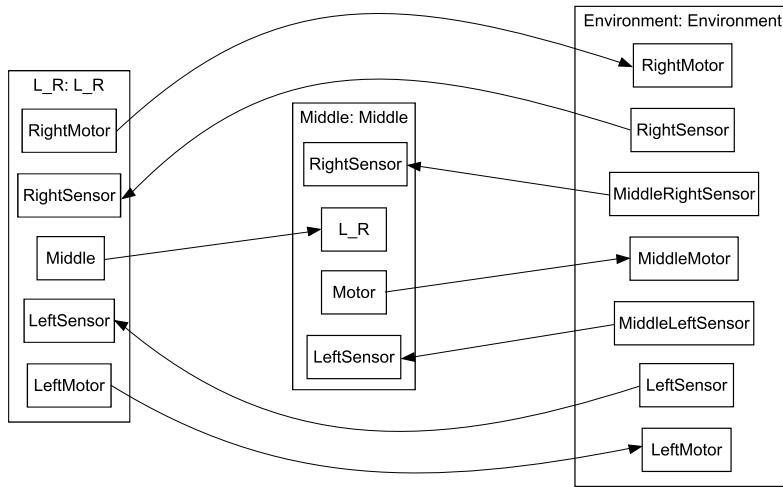 L_R: L_R
RightMotor
RightSensor
Middle
LeftSensor
LeftMotor
Middle: Middle
RightSensor
L_R
Motor
LeftSensor
Environment: Environment
RightMotor
RightSensor
MiddleRightSensor
MiddleMotor
MiddleLeftSensor
LeftSensor
LeftMotor